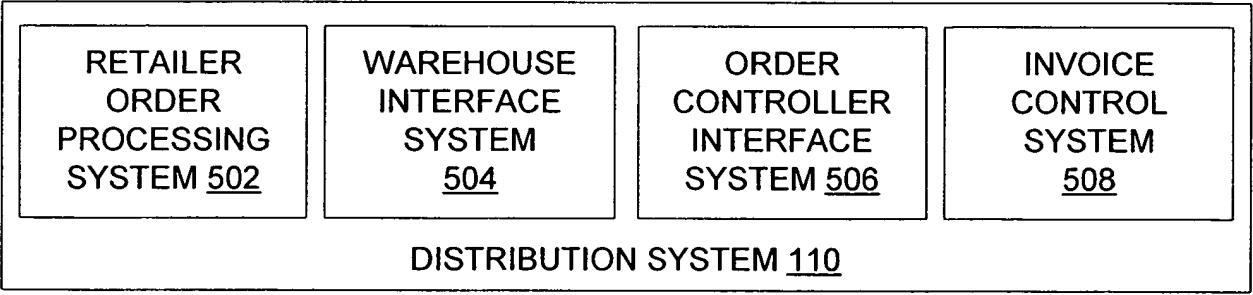 RETAILER
ORDER
PROCESSING
SYSTEM 502
WAREHOUSE
INTERFACE
SYSTEM
504
ORDER
CONTROLLER
INTERFACE
SYSTEM 506
INVOICE
CONTROL
SYSTEM
508
DISTRIBUTION SYSTEM 110